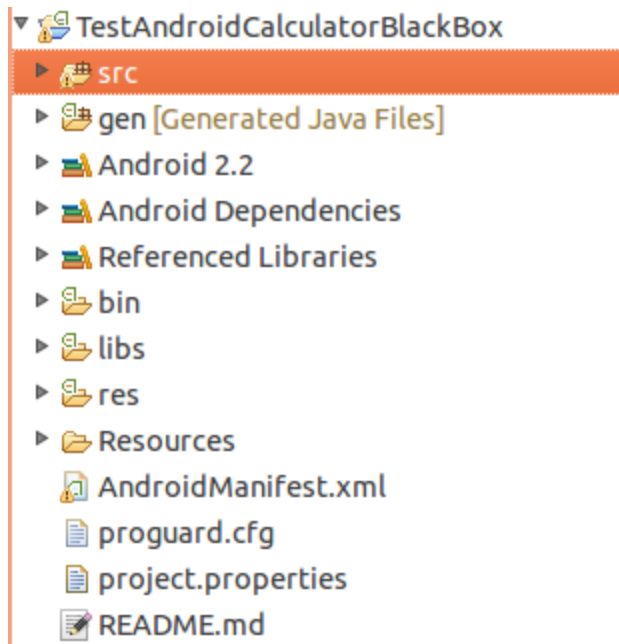 TestAndroidCalculatorBlackBox
src
gen [Generated Java Files]
Android 2.2
Android Dependencies
Referenced Libraries
bin
libs
res
Resources
AndroidManifest.xml
proguard.cfg
project.properties
README.md